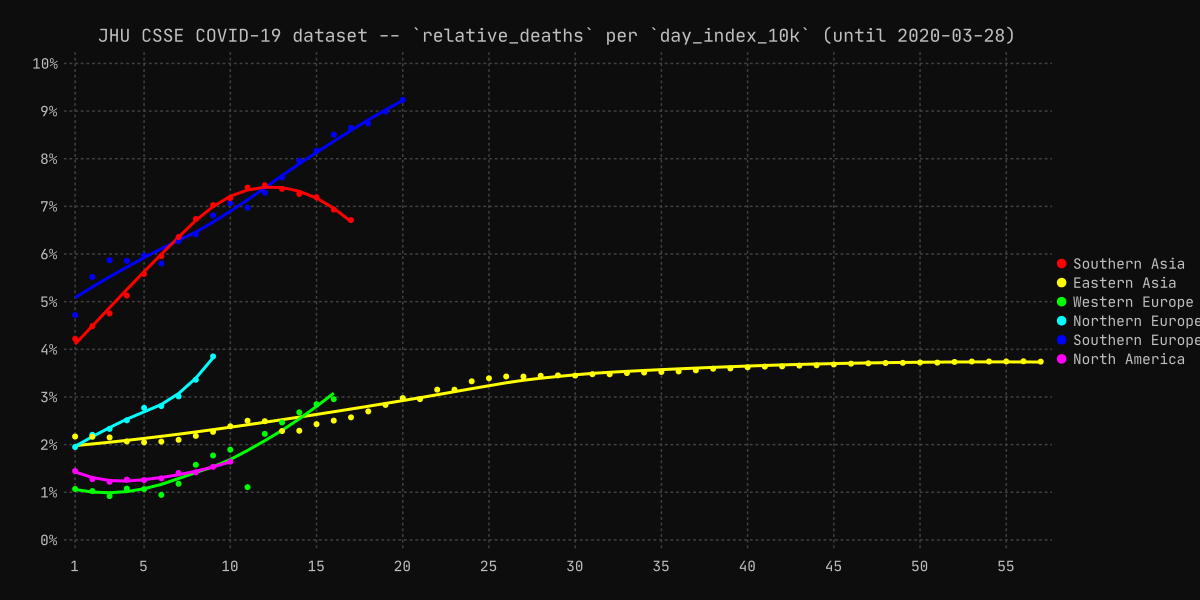 JHU CSSE COVID-19 dataset -- `relative_deaths` per `day_index_10k` (until 2020-03-28)
10%
9%
8%
7%
6%
5%
4%
3%
2%
1%
0%
1 5 10 15 20 25 30 35 40 45 50 55
Southern Asia
Eastern Asia
Western Europe
Northern Europe
Southern Europe
North America